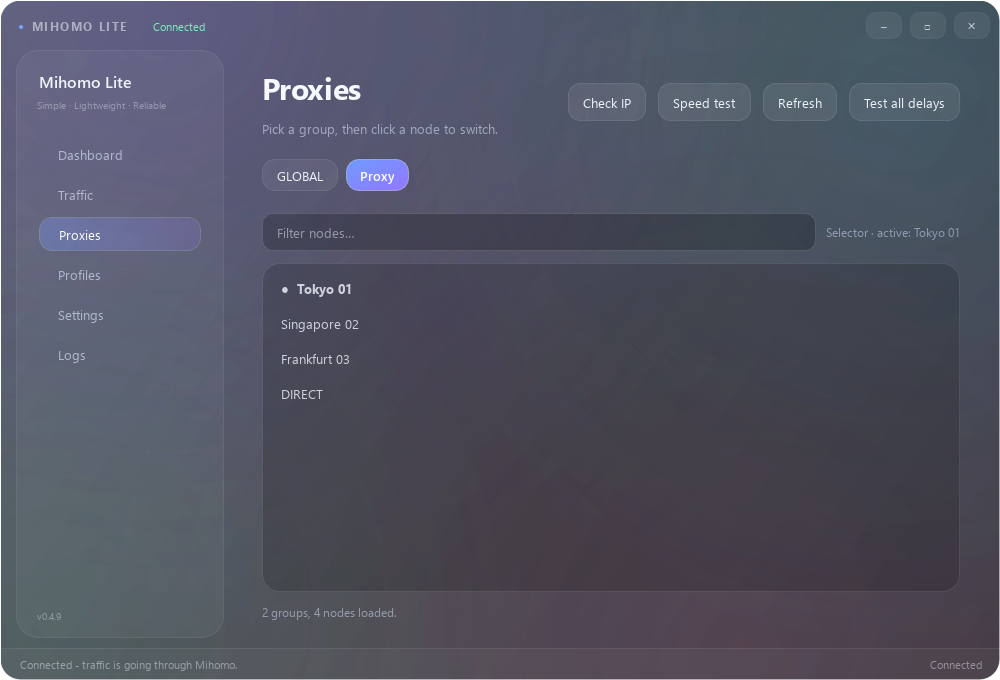 MIHOMO LITE Connected
Mihomo Lite
Simple · Lightweight · Reliable
Dashboard
Traffic
Proxies
Profiles
Settings
Logs
v0.4.9
Proxies
Pick a group, then click a node to switch.
Check IP
Speed test
Refresh
Test all delays
GLOBAL
Proxy
Filter nodes...
Selector · active: Tokyo 01
● Tokyo 01
Singapore 02
Frankfurt 03
DIRECT
2 groups, 4 nodes loaded.
Connected - traffic is going through Mihomo.
Connected